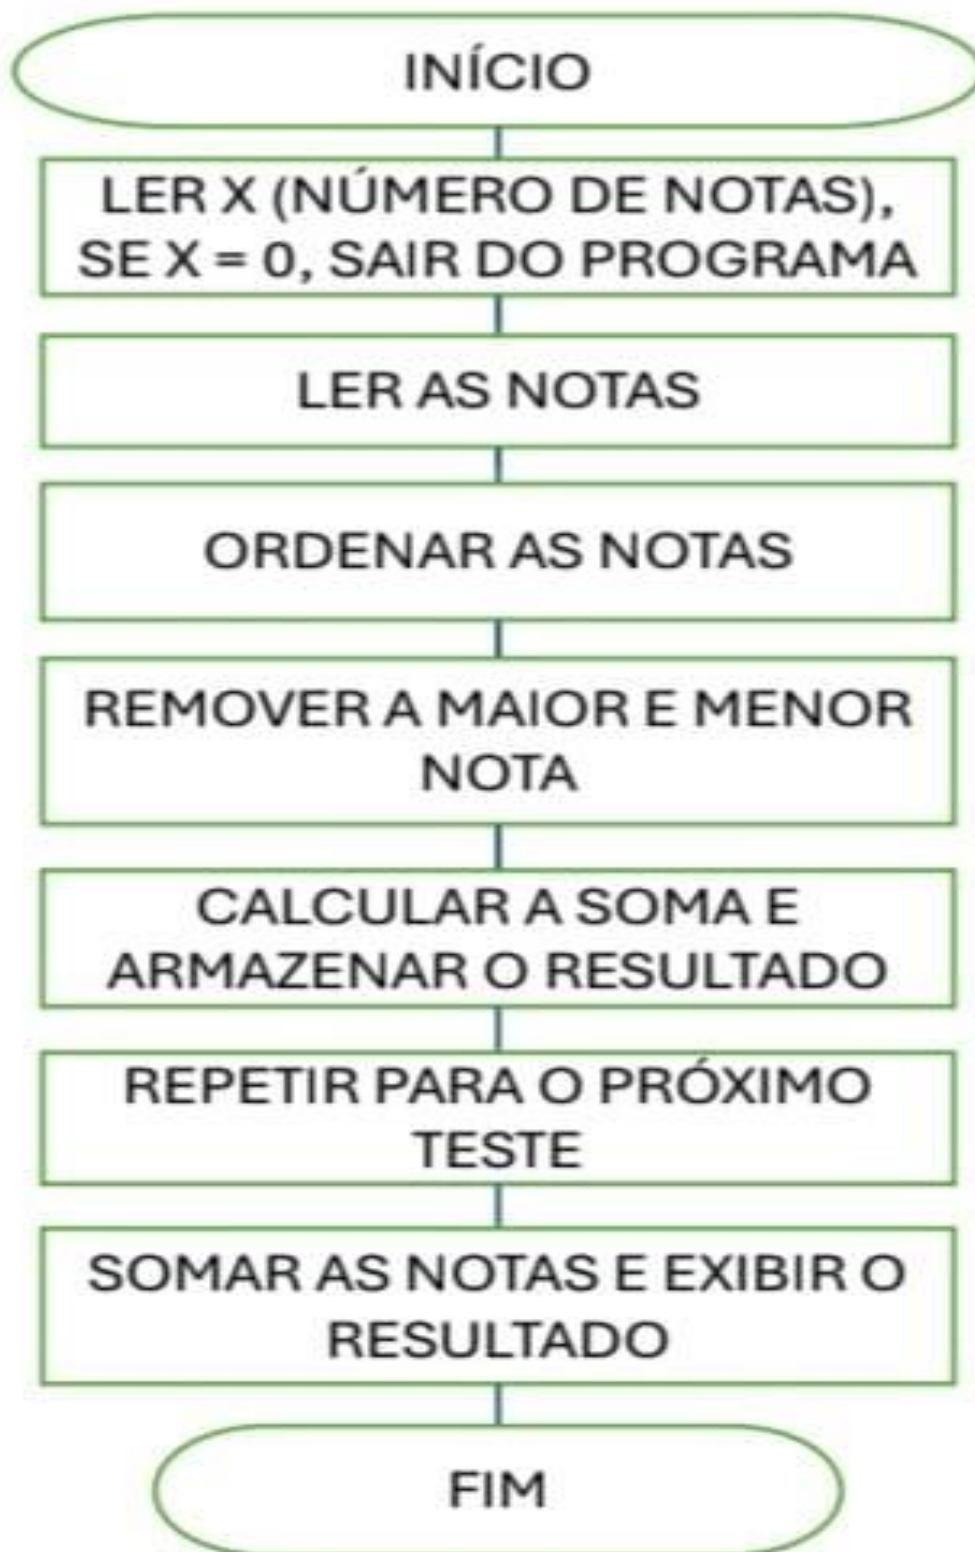 INÍCIO
LER X (NÚMERO DE NOTAS),
SE X = 0, SAIR DO PROGRAMA
LER AS NOTAS
ORDENAR AS NOTAS
REMOVER A MAIOR E MENOR
NOTA
CALCULAR A SOMA E
ARMAZENAR O RESULTADO
REPETIR PARA O PRÓXIMO
TESTE
SOMAR AS NOTAS E EXIBIR O
RESULTADO
FIM